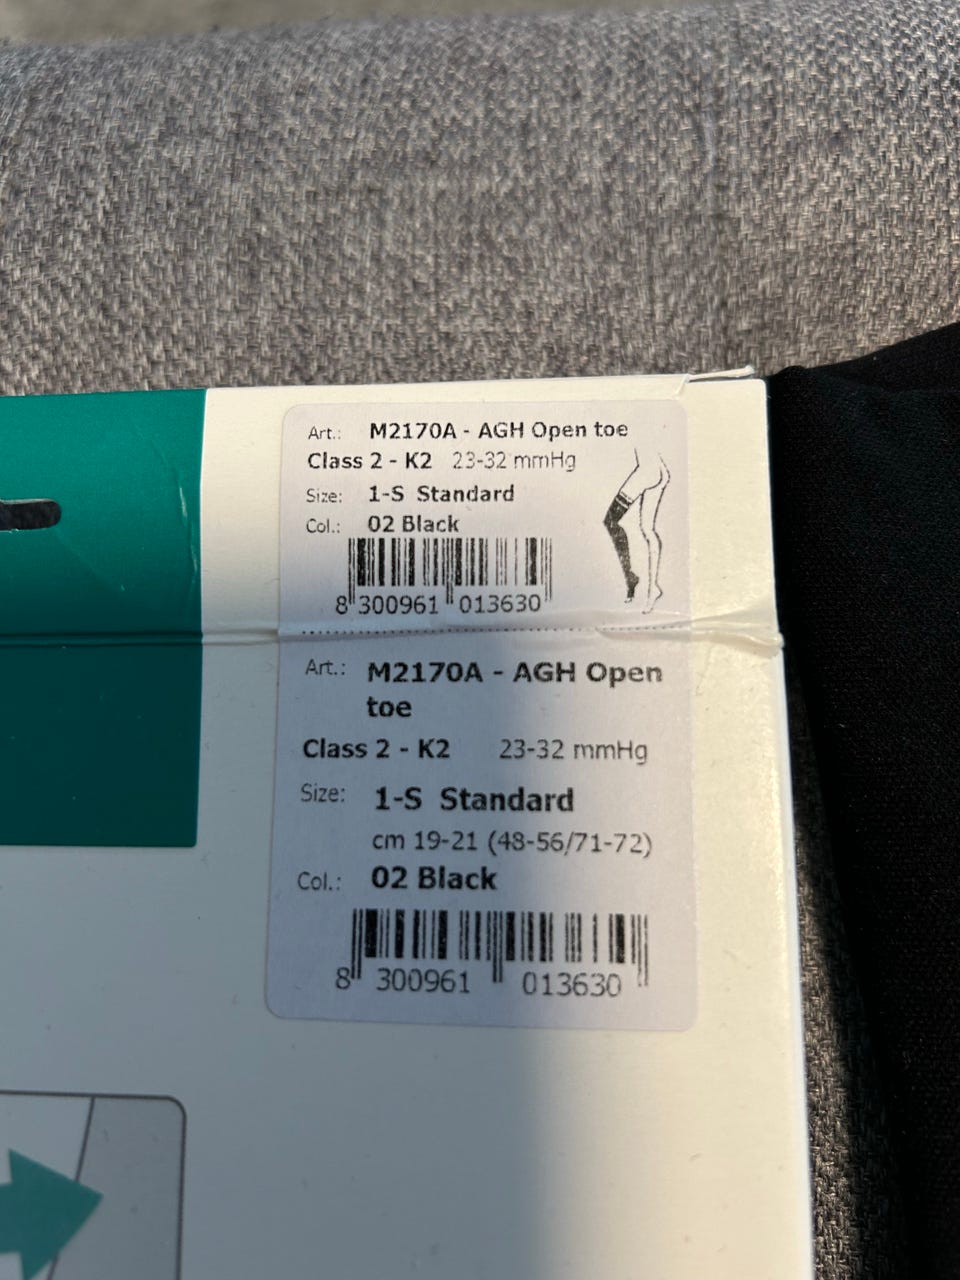 Art.: M2170A - AGH Open toe
Class 2 - K2 23-32 mmHg
Size: 1-S Standard
Col.: 02 Black
8 300961 013630
Art.: M2170A - AGH Open
toe
Class 2 - K2 23-32 mmHg
Size: 1-S Standard
cm 19-21 (48-56/71-72)
Col.: 02 Black
8 300961 013630